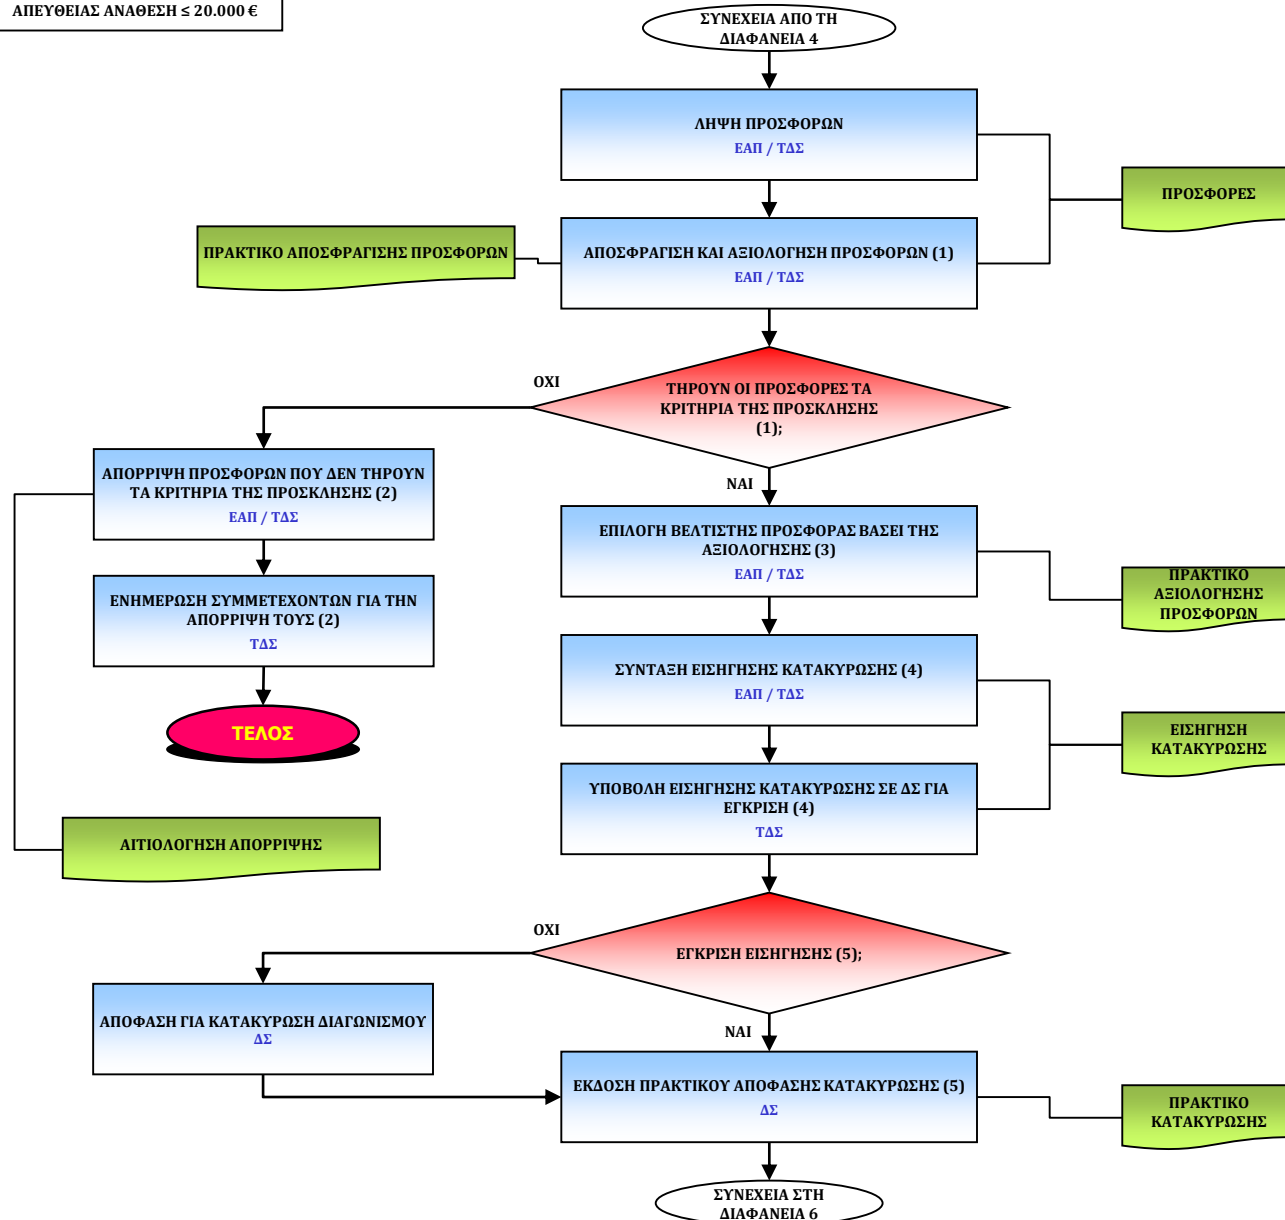 ΑΠΕΥΘΕΙΑΣ ΑΝΑΘΕΣΗ ≤ 20.000 €
ΣΥΝΕΧΕΙΑ ΑΠΟ ΤΗ
ΔΙΑΦΑΝΕΙΑ 4
ΛΗΨΗ ΠΡΟΣΦΟΡΩΝ
ΕΑΠ / ΤΔΣ
ΠΡΟΣΦΟΡΕΣ
ΠΡΑΚΤΙΚΟ ΑΠΟΣΦΡΑΓΙΣΗΣ ΠΡΟΣΦΟΡΩΝ
ΑΠΟΣΦΡΑΓΙΣΗ ΚΑΙ ΑΞΙΟΛΟΓΗΣΗ ΠΡΟΣΦΟΡΩΝ (1)
ΕΑΠ / ΤΔΣ
ΟΧΙ
ΤΗΡΟΥΝ ΟΙ ΠΡΟΣΦΟΡΕΣ ΤΑ
ΚΡΙΤΗΡΙΑ ΤΗΣ ΠΡΟΣΚΛΗΣΗΣ
(1);
ΝΑΙ
ΑΠΟΡΡΙΨΗ ΠΡΟΣΦΟΡΩΝ ΠΟΥ ΔΕΝ ΤΗΡΟΥΝ
ΤΑ ΚΡΙΤΗΡΙΑ ΤΗΣ ΠΡΟΣΚΛΗΣΗΣ (2)
ΕΑΠ / ΤΔΣ
ΕΠΙΛΟΓΗ ΒΕΛΤΙΣΤΗΣ ΠΡΟΣΦΟΡΑΣ ΒΑΣΕΙ ΤΗΣ
ΑΞΙΟΛΟΓΗΣΗΣ (3)
ΕΑΠ / ΤΔΣ
ΠΡΑΚΤΙΚΟ
ΑΞΙΟΛΟΓΗΣΗΣ
ΠΡΟΣΦΟΡΩΝ
ΕΝΗΜΕΡΩΣΗ ΣΥΜΜΕΤΕΧΟΝΤΩΝ ΓΙΑ ΤΗΝ
ΑΠΟΡΡΙΨΗ ΤΟΥΣ (2)
ΤΔΣ
ΣΥΝΤΑΞΗ ΕΙΣΗΓΗΣΗΣ ΚΑΤΑΚΥΡΩΣΗΣ (4)
ΕΑΠ / ΤΔΣ
ΤΕΛΟΣ
ΕΙΣΗΓΗΣΗ
ΚΑΤΑΚΥΡΩΣΗΣ
ΥΠΟΒΟΛΗ ΕΙΣΗΓΗΣΗΣ ΚΑΤΑΚΥΡΩΣΗΣ ΣΕ ΔΣ ΓΙΑ
ΕΓΚΡΙΣΗ (4)
ΤΔΣ
ΑΙΤΙΟΛΟΓΗΣΗ ΑΠΟΡΡΙΨΗΣ
ΟΧΙ
ΕΓΚΡΙΣΗ ΕΙΣΗΓΗΣΗΣ (5);
ΝΑΙ
ΑΠΟΦΑΣΗ ΓΙΑ ΚΑΤΑΚΥΡΩΣΗ ΔΙΑΓΩΝΙΣΜΟΥ
ΔΣ
ΕΚΔΟΣΗ ΠΡΑΚΤΙΚΟΥ ΑΠΟΦΑΣΗΣ ΚΑΤΑΚΥΡΩΣΗΣ (5)
ΔΣ
ΠΡΑΚΤΙΚΟ
ΚΑΤΑΚΥΡΩΣΗΣ
ΣΥΝΕΧΕΙΑ ΣΤΗ
ΔΙΑΦΑΝΕΙΑ 6